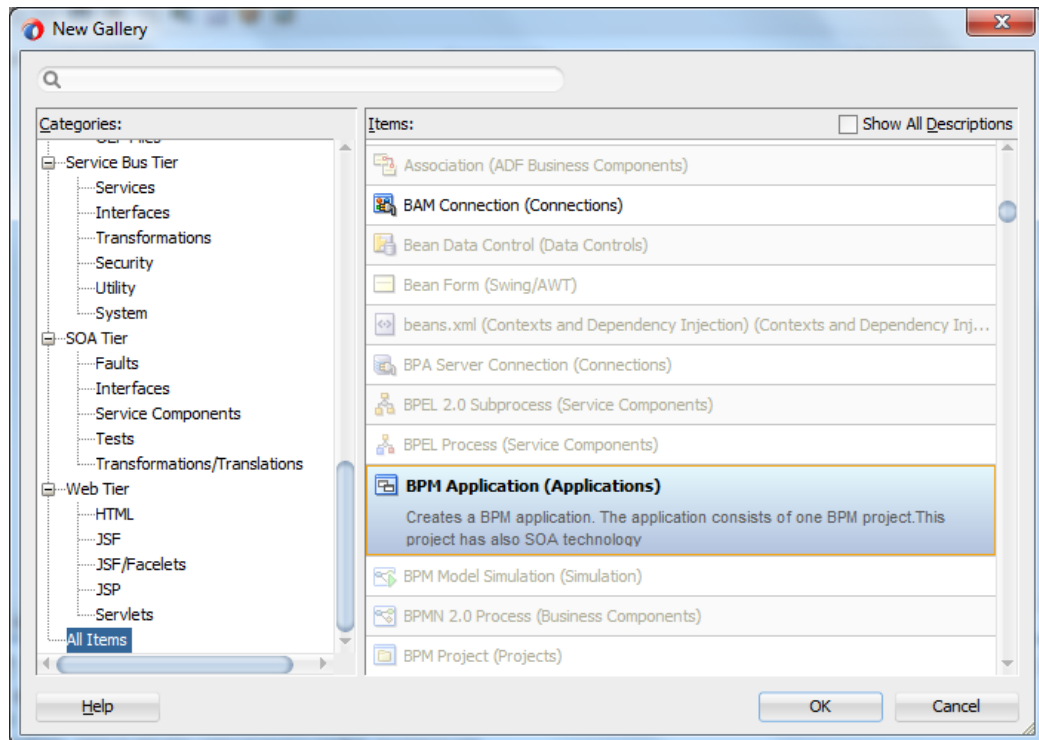 New Gallery
Categories:
Items:
Show All Descriptions
Service Bus Tier
Services
Interfaces
Transformations
Security
Utility
System
SOA Tier
Faults
Interfaces
Service Components
Tests
Transformations/Translations
Web Tier
HTML
JSF
JSF/Facelets
JSP
Servlets
All Items
Association (ADF Business Components)
BAM Connection (Connections)
Bean Data Control (Data Controls)
Bean Form (Swing/AWT)
beans.xml (Contexts and Dependency Injection) (Contexts and Dependency Inj...
BPA Server Connection (Connections)
BPEL 2.0 Subprocess (Service Components)
BPEL Process (Service Components)
BPM Application (Applications)
Creates a BPM application. The application consists of one BPM project.This
project has also SOA technology
BPM Model Simulation (Simulation)
BPMN 2.0 Process (Business Components)
BPM Project (Projects)
Help
OK
Cancel